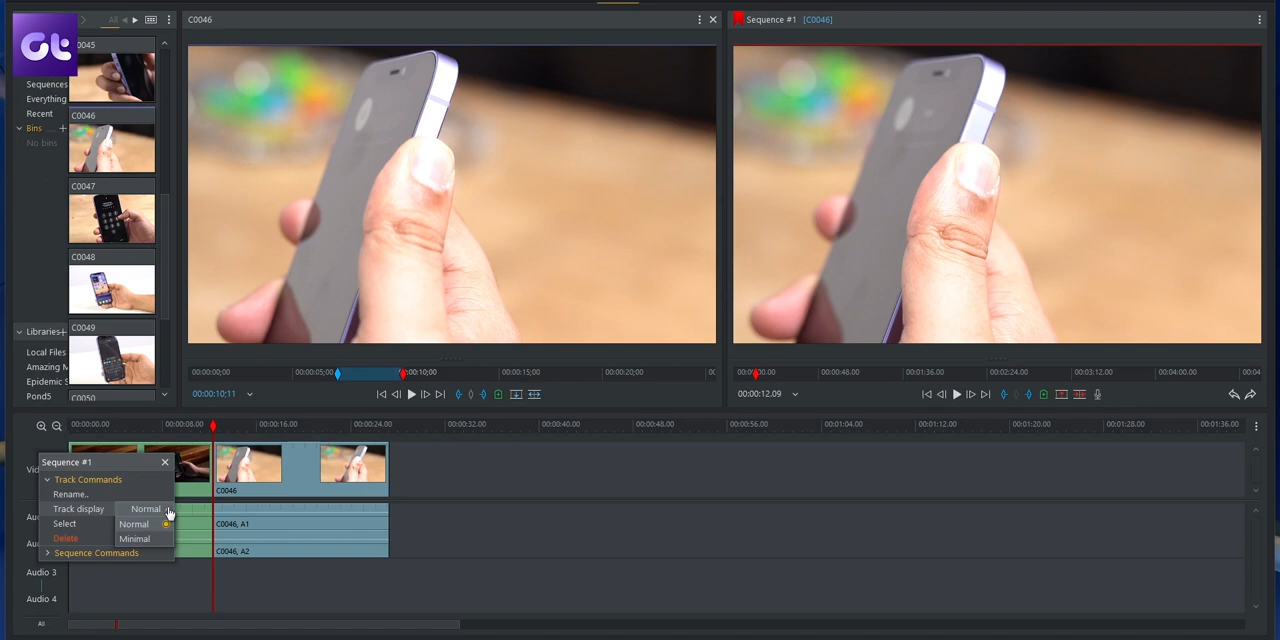 Gt
All
C0046
Sequence #1 [C0046]
0045
Sequences
Everything
Recent
C0046
Bins
No bins
C0047
C0048
C0049
Libraries
Local Files
Amazing M
Epidemic S
Pond5
C0050
00:00:00;00
00:00:05;00
00:00:10;00
00:00:15;00
00:00:20;00
00
00:00:48.00
00:01:36.00
00:02:24.00
00:03:12.00
00:04:00.00
00:04
00:00:10;11
00:00:12.09
00:00:00.00
00:00:08.00
00:00:16.00
00:00:24.00
00:00:32.00
00:00:40.00
00:00:48.00
00:00:56.00
00:01:04.00
00:01:12.00
00:01:20.00
00:01:28.00
00:01:36.00
Sequence #1
Track Commands
Rename..
Track display Normal
Select
Normal
Delete
Minimal
Sequence Commands
C0046
C0046, A1
C0046, A2
Audio 3
Audio 4
All